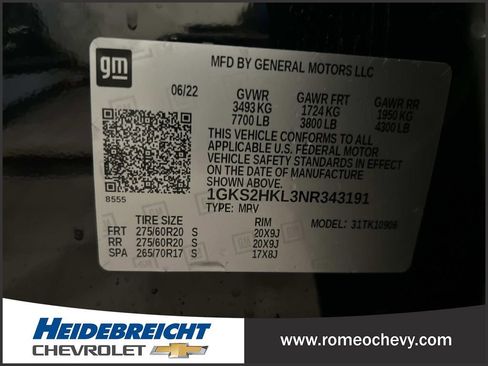 gm
MFD BY GENERAL MOTORS LLC
06/22 GVWR GAWR FRT GAWR RR
3493 KG 1724 KG 1950 KG
7700 LB 3800 LB 4300 LB
THIS VEHICLE CONFORMS TO ALL
APPLICABLE U.S. FEDERAL MOTOR
VEHICLE SAFETY STANDARDS IN EFFECT
ON THE DATE OF MANUFACTURE SHOWN ABOVE.
1GKS2HKL3NR343191
8555 TYPE: MPV MODEL: 31TK10906
TIRE SIZE RIM
FRT 275/60R20 S 20X9J
RR 275/60R20 S 20X9J
SPA 265/70R17 S 17X8J
HEIDEBREICHT
CHEVROLET
www.romeochevy.com